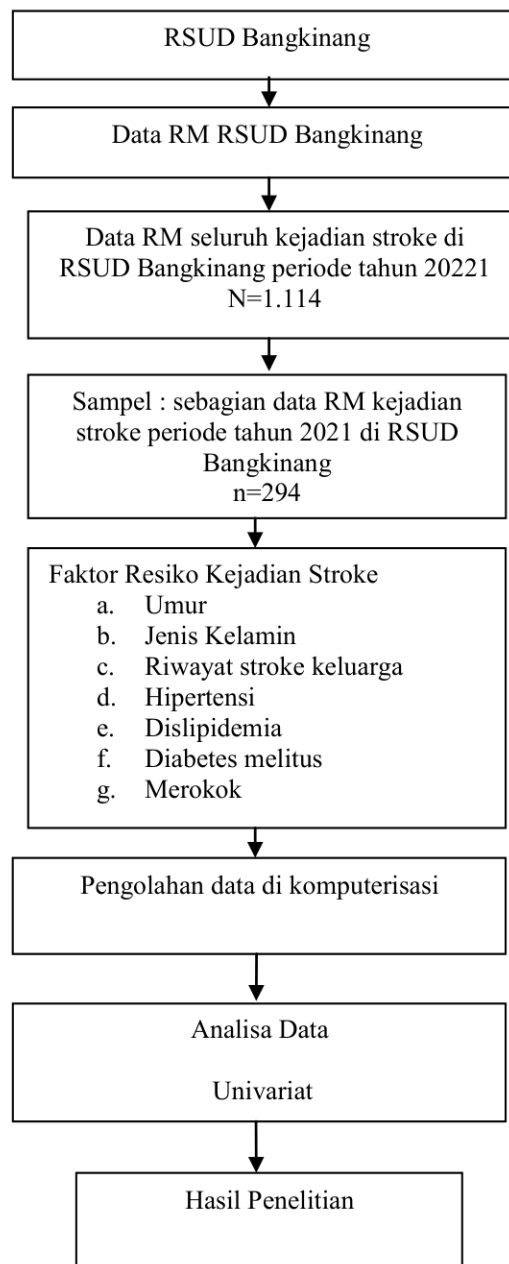 RSUD Bangkinang
Data RM RSUD Bangkinang
Data RM seluruh kejadian stroke di
RSUD Bangkinang periode tahun 20221
N=1.114
Sampel : sebagian data RM kejadian
stroke periode tahun 2021 di RSUD
Bangkinang
n=294
Faktor Resiko Kejadian Stroke
a. Umur
b. Jenis Kelamin
c. Riwayat stroke keluarga
d. Hipertensi
e. Dislipidemia
f. Diabetes melitus
g. Merokok
Pengolahan data di komputerisasi
Analisa Data
Univariat
Hasil Penelitian